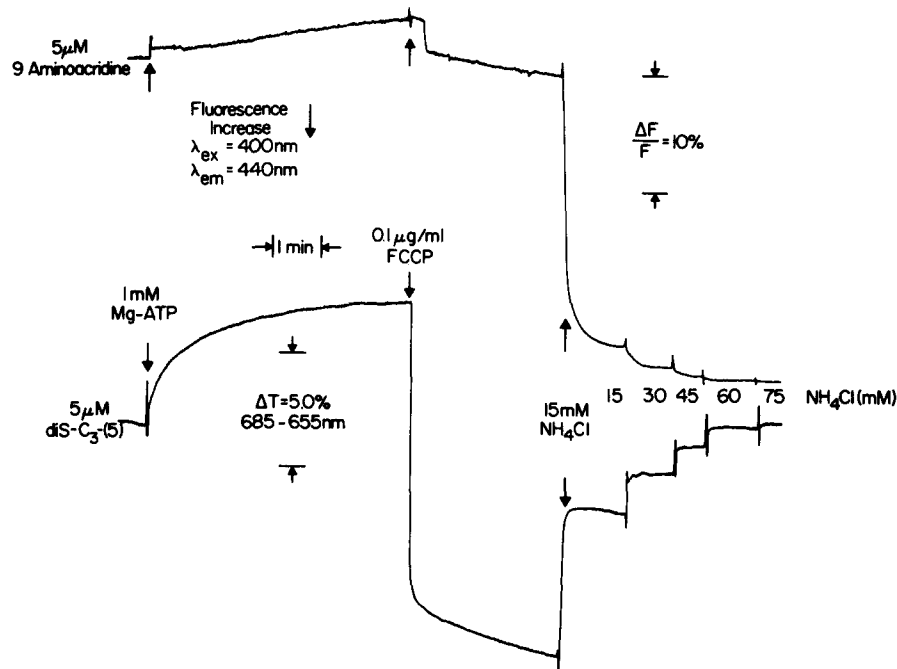 5μM
9 Aminoacridine
Fluorescence
Increase
λex = 400nm
λem = 440nm
ΔF
F = 10%
1 min
0.1 μg/ml
FCCP
1mM
Mg-ATP
5μM
diS-C3-(5)
ΔT=5.0%
685-655nm
15mM
NH4Cl
15 30 45 60 75 NH4Cl(mM)